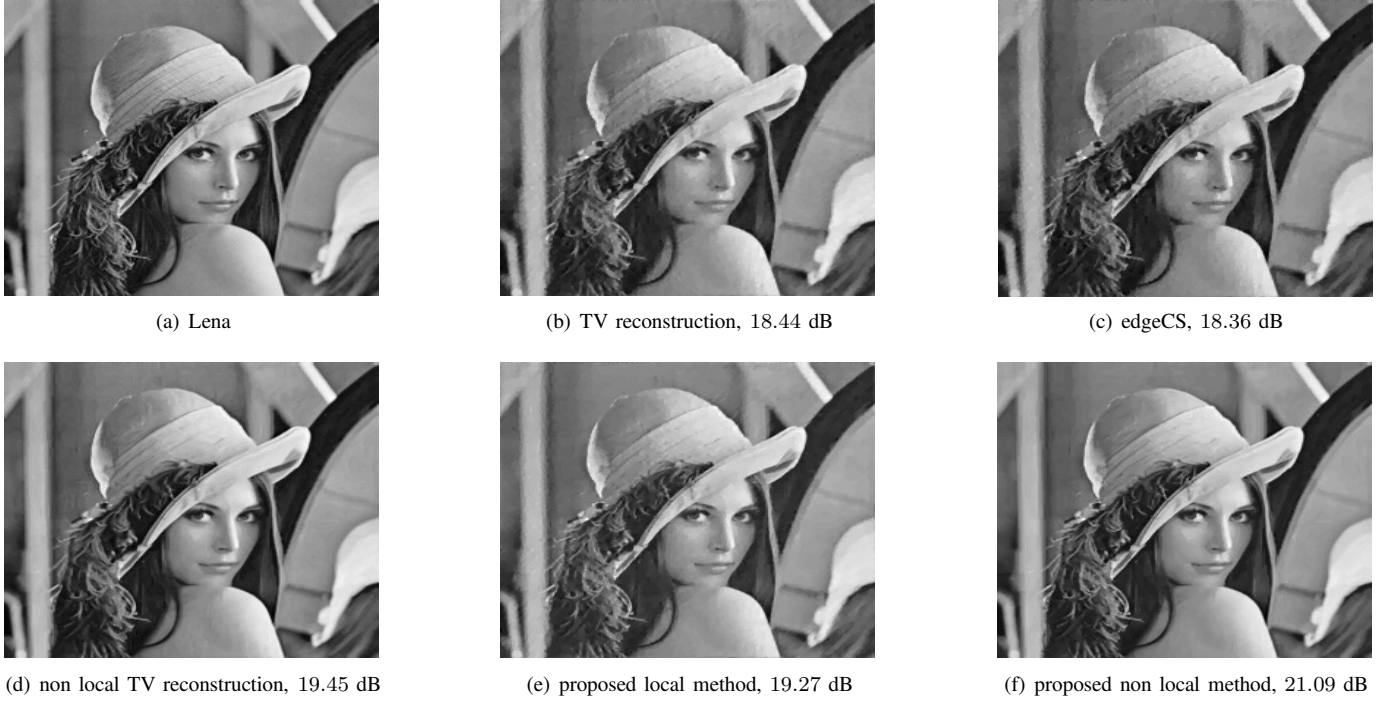 (a) Lena
(b) TV reconstruction, 18.44 dB
(c) edgeCS, 18.36 dB
(d) non local TV reconstruction, 19.45 dB
(e) proposed local method, 19.27 dB
(f) proposed non local method, 21.09 dB